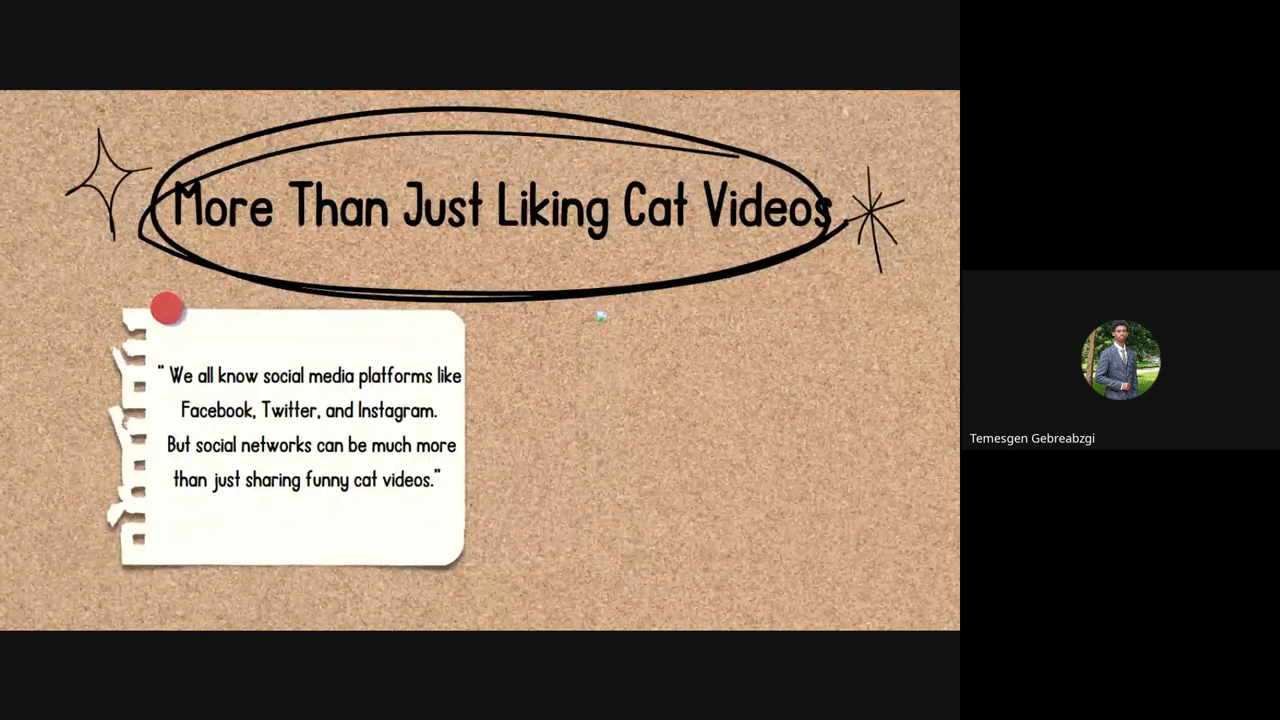 More Than Just Liking Cat Videos
" We all know social media platforms like
Facebook, Twitter, and Instagram.
But social networks can be much more
than just sharing funny cat videos."
Temesgen Gebreabzgi